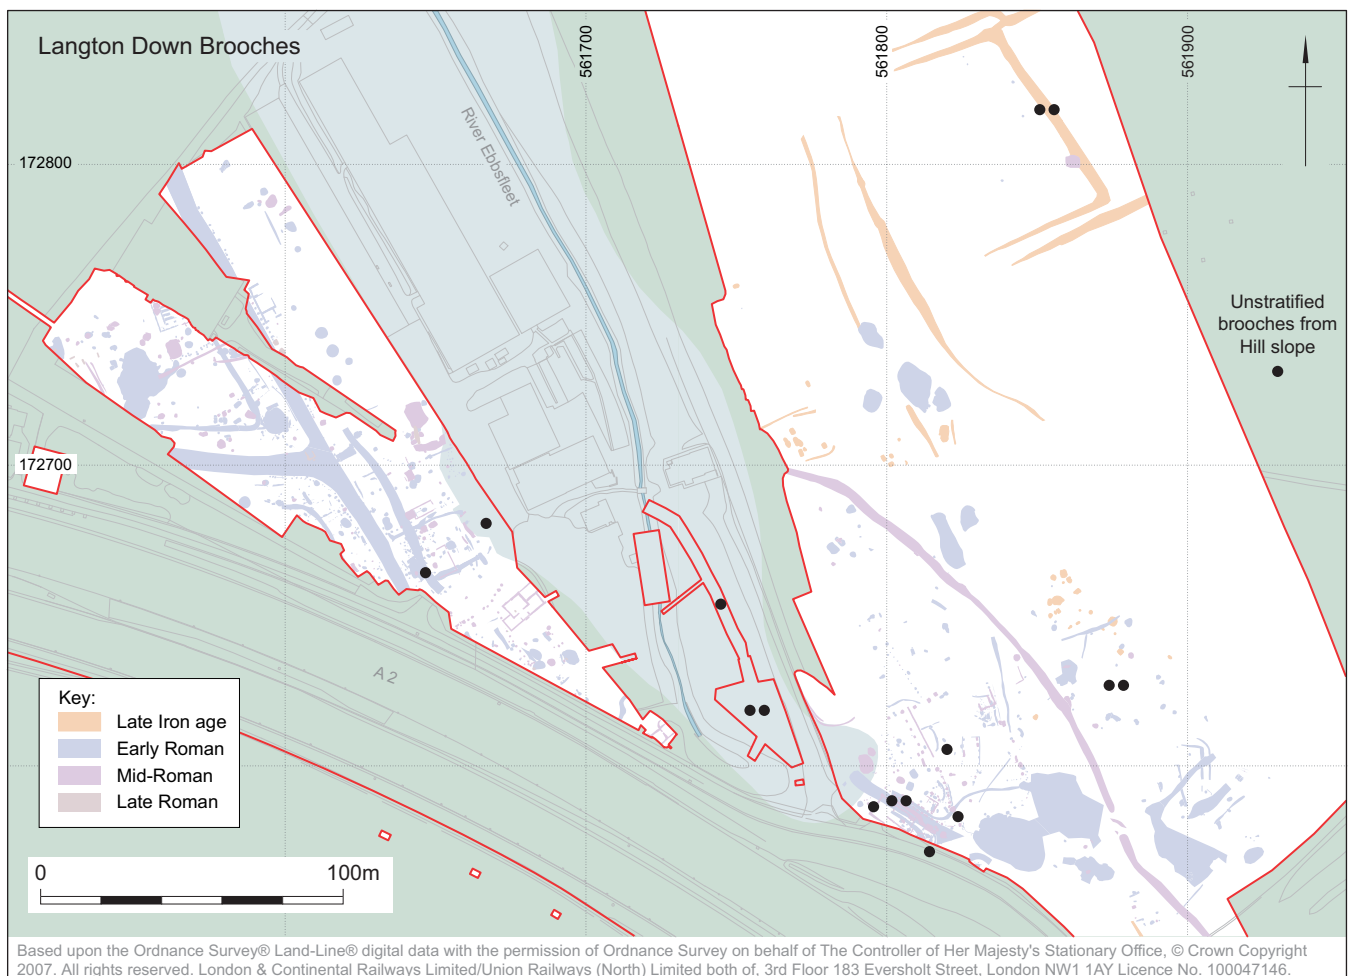 Langton Down Brooches
561700
561800
561900
River Ebbsfleet
172800
Unstratified
brooches from
Hill slope
172700
A 2
Key:
Late Iron age
Early Roman
Mid-Roman
Late Roman
0 100m
Based upon the Ordnance Survey® Land-Line® digital data with the permission of Ordnance Survey on behalf of The Controller of Her Majesty's Stationary Office, © Crown Copyright
2007. All rights reserved. London & Continental Railways Limited/Union Railways (North) Limited both of, 3rd Floor 183 Eversholt Street, London NW1 1AY Licence No. 100047146.